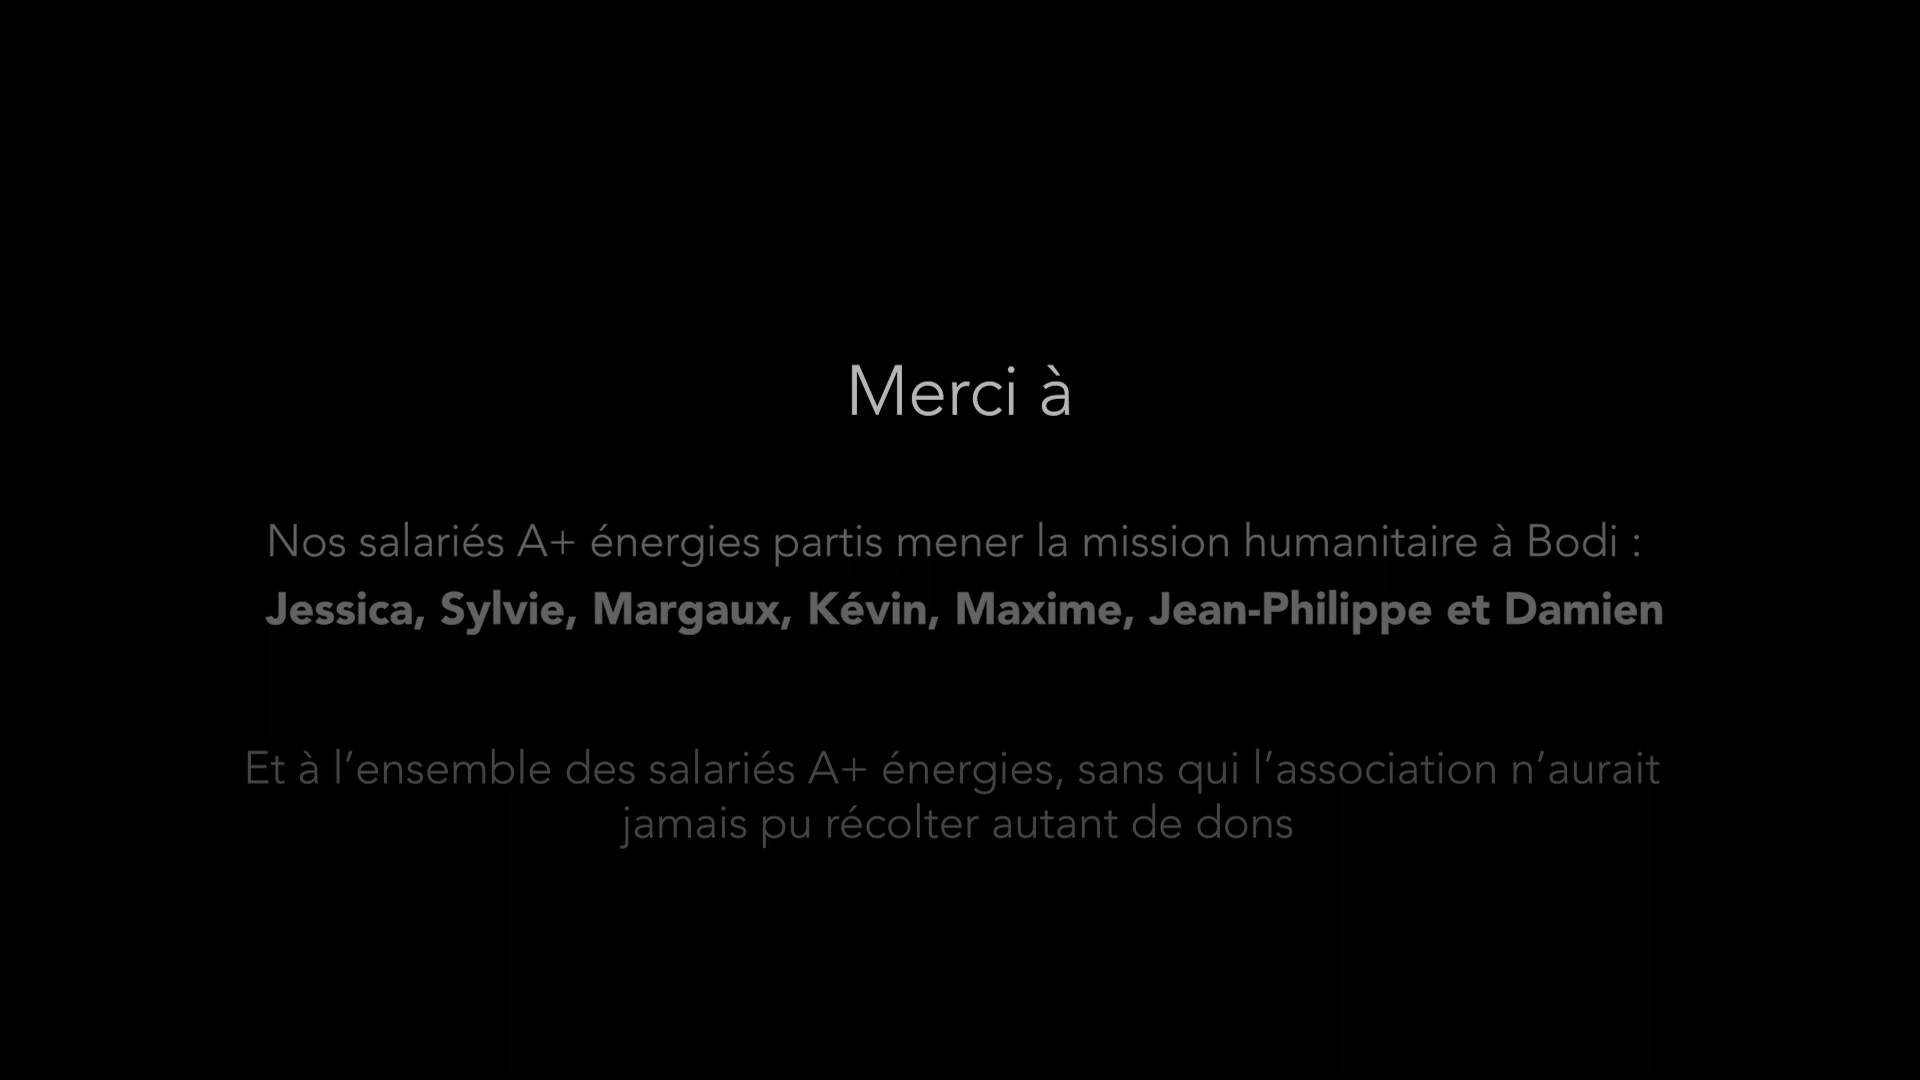 Merci à
Nos salariés A+ énergies partis mener la mission humanitaire à Bodi :
Jessica, Sylvie, Margaux, Kévin, Maxime, Jean-Philippe et Damien
Et à l’ensemble des salariés A+ énergies, sans qui l’association n’aurait
jamais pu récolter autant de dons